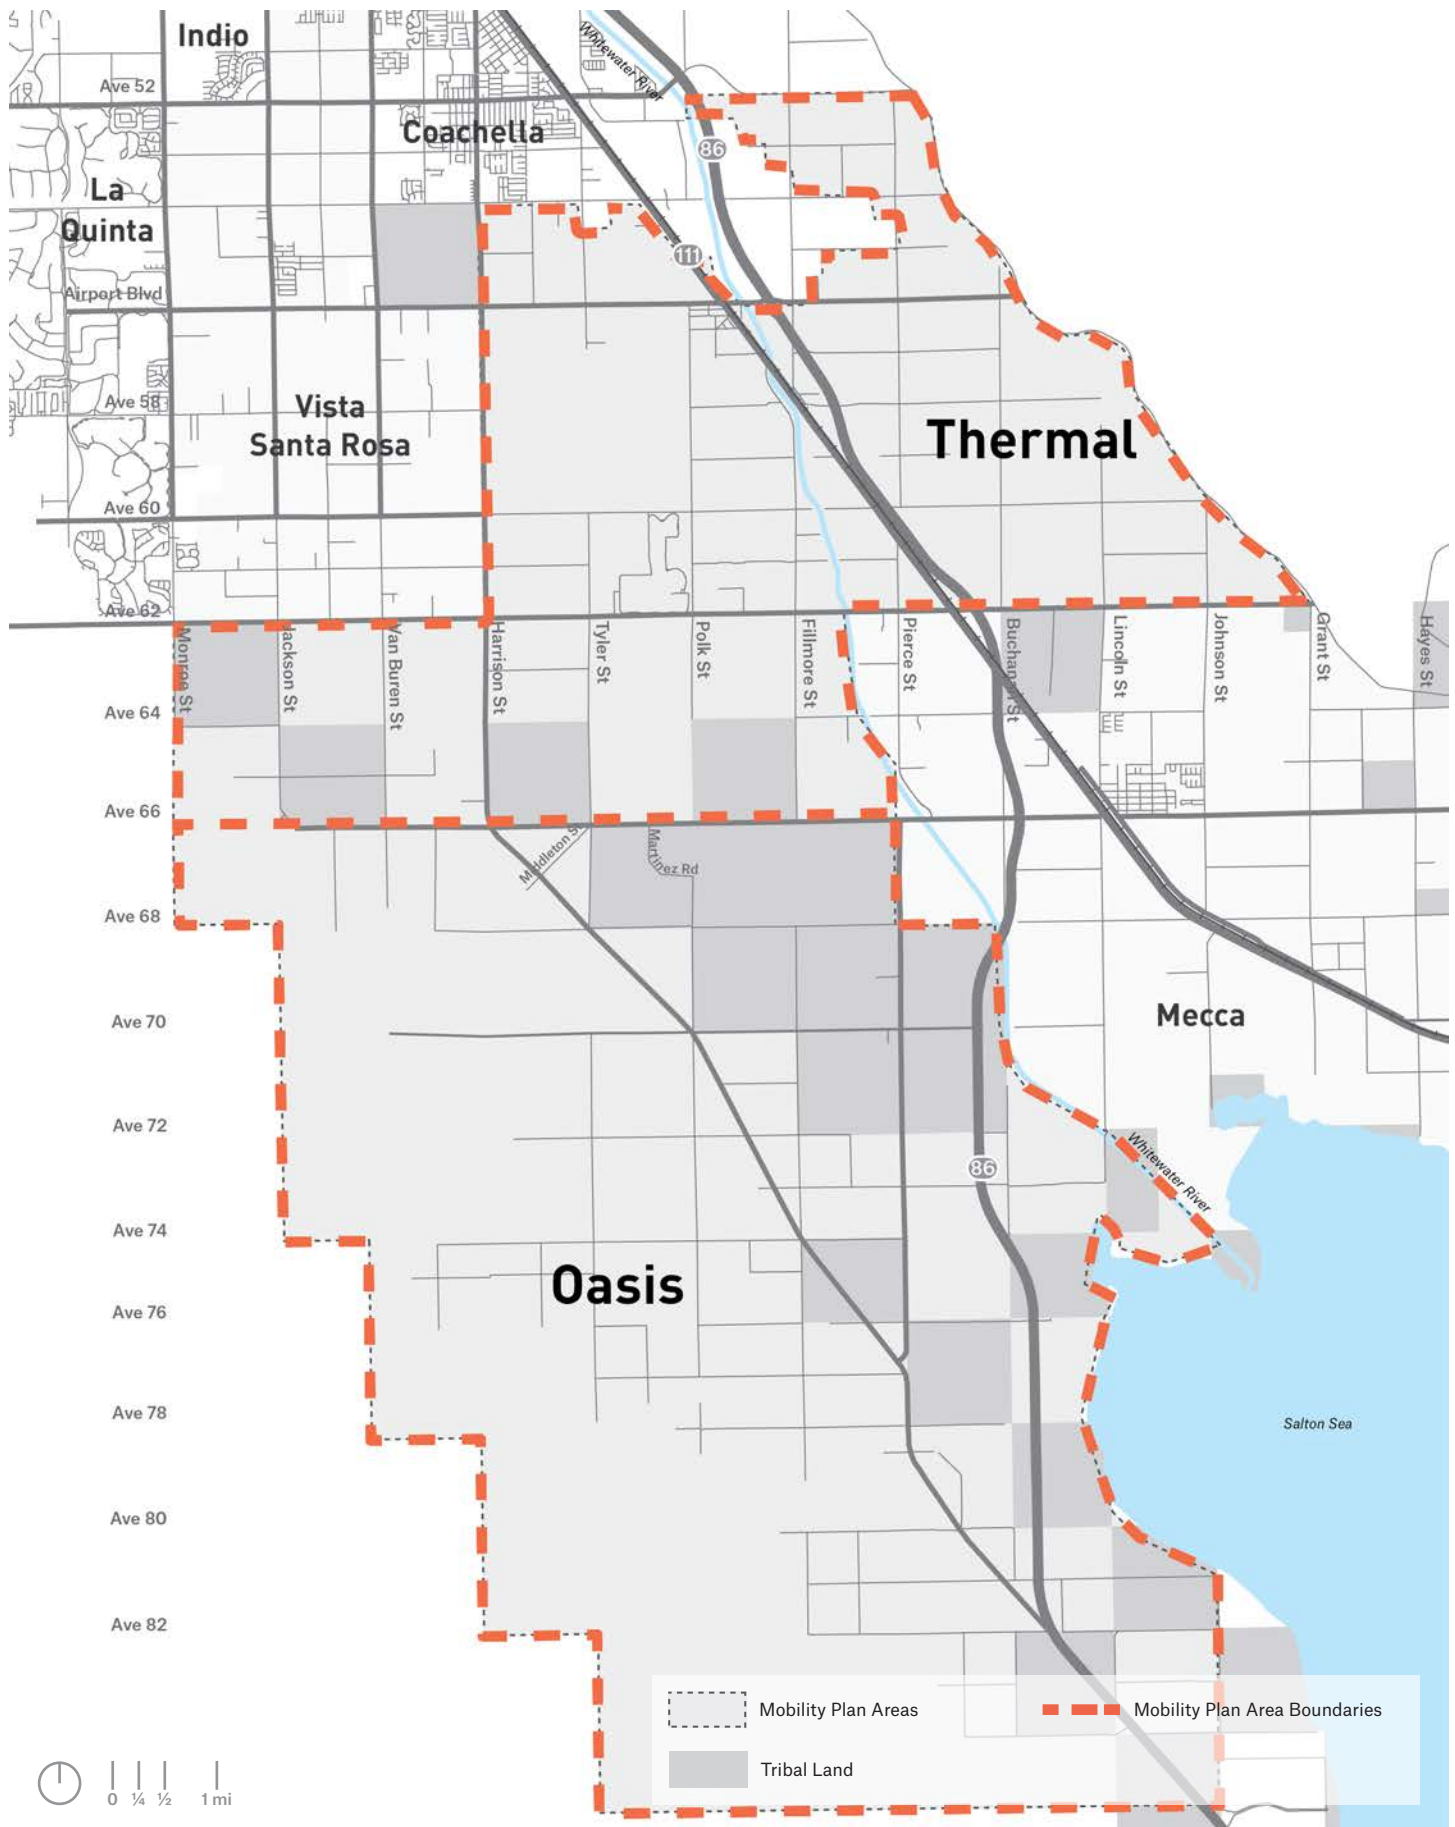 Indio
Whitewater River
Ave 52
Coachella
86
La
Quinta
111
Airport Blvd
Ave 58
Vista
Santa Rosa
Thermal
Ave 60
Ave 62
Monroe St
Jackson St
Van Buren St
Harrison St
Tyler St
Polk St
Fillmore St
Pierce St
Buchanan St
Lincoln St
Johnson St
Grant St
Hayes St
Ave 64
Ave 66
Middleton St
Martinez Rd
Ave 68
Ave 70
Mecca
Ave 72
Whitewater River
86
Ave 74
Oasis
Ave 76
Ave 78
Salton Sea
Ave 80
Ave 82
Mobility Plan Areas
Mobility Plan Area Boundaries
Tribal Land
0 ¼ ½ 1 mi